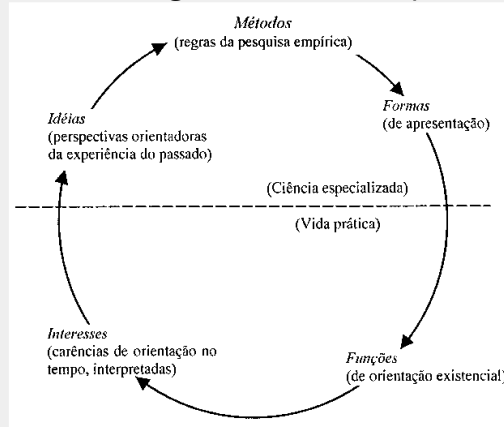 Métodos
(regras da pesquisa empírica)
Formas
(de apresentação)
Idéias
(perspectivas orientadoras
da experiência do passado)
(Ciência especializada)
(Vida prática)
Interesses
(carências de orientação no
tempo, interpretadas)
Funções
(de orientação existencial)